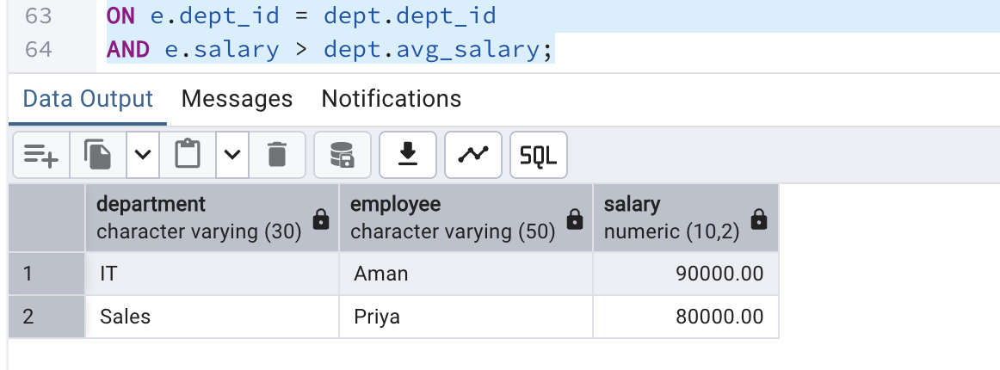 63 ON e.dept_id = dept.dept_id
64 AND e.salary > dept.avg_salary;
Data Output Messages Notifications
SQL
department employee salary
character varying (30) character varying (50) numeric (10,2)
1 IT Aman 90000.00
2 Sales Priya 80000.00